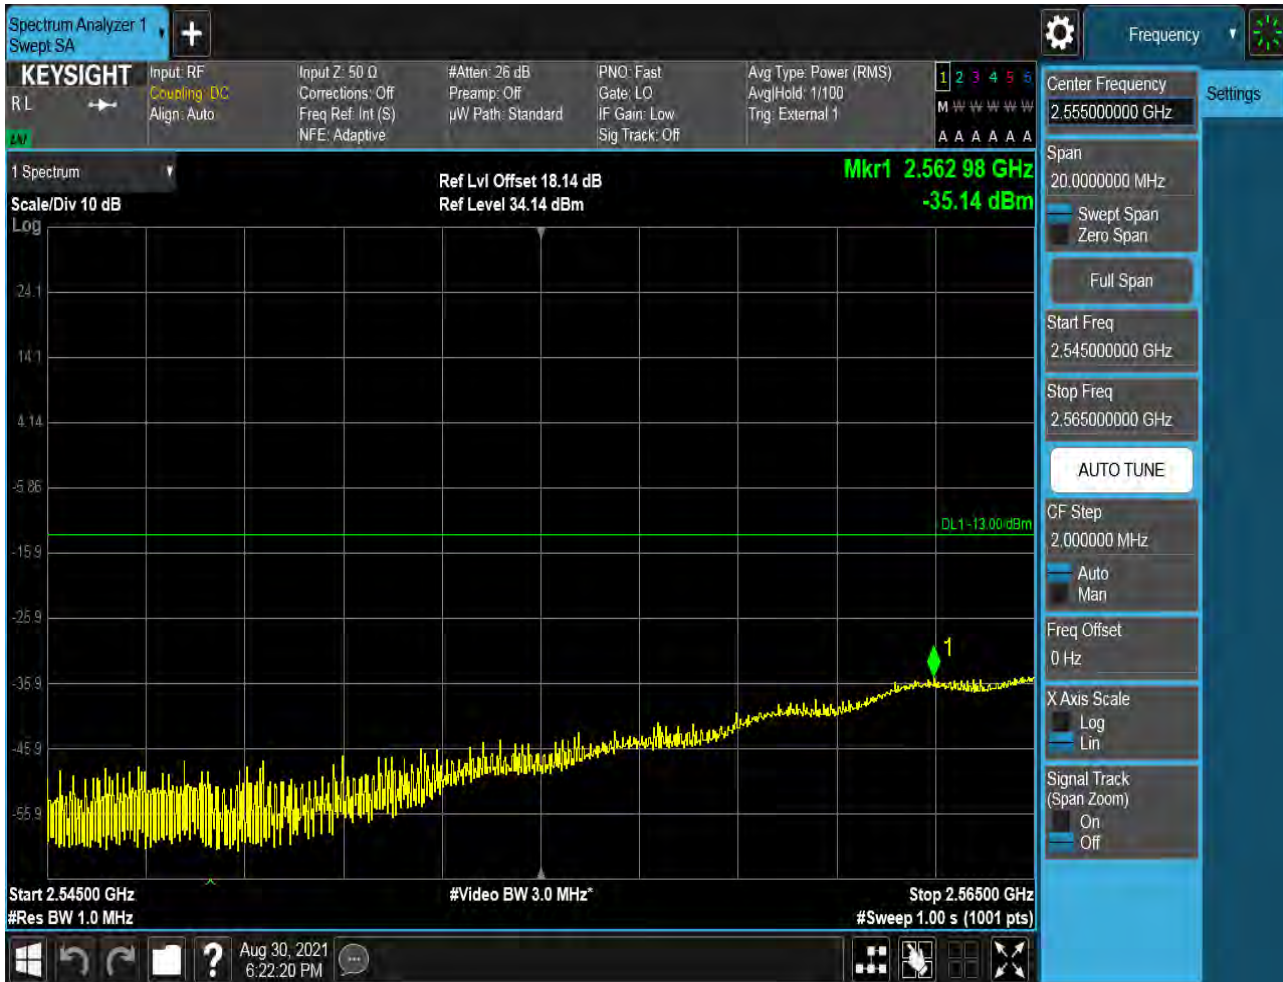 Spectrum Analyzer 1
Swept SA
Frequency
KEYSIGHT
R L
LNI
Input: RF
Coupling: DC
Align: Auto
Input Z: 50 Ω
Corrections: Off
Freq Ref: Int (S)
NFE: Adaptive
#Atten: 26 dB
Preamp: Off
µW Path: Standard
PNO: Fast
Gate: LO
IF Gain: Low
Sig Track: Off
Avg Type: Power (RMS)
Avg|Hold: 1/100
Trig: External 1
1 2 3 4 5 6
M W W W W W
A A A A A A
1 Spectrum
Scale/Div 10 dB
Log
Ref Lvl Offset 18.14 dB
Ref Level 34.14 dBm
Mkr1 2.562 98 GHz
-35.14 dBm
24.1
14.1
4.14
-5.86
DL1 -13.00 dBm
-15.9
-25.9
1
-35.9
-45.9
-55.9
Start 2.54500 GHz
#Res BW 1.0 MHz
#Video BW 3.0 MHz*
Stop 2.56500 GHz
#Sweep 1.00 s (1001 pts)
Aug 30, 2021
6:22:20 PM
Center Frequency
2.555000000 GHz
Settings
Span
20.0000000 MHz
Swept Span
Zero Span
Full Span
Start Freq
2.545000000 GHz
Stop Freq
2.565000000 GHz
AUTO TUNE
CF Step
2.000000 MHz
Auto
Man
Freq Offset
0 Hz
X Axis Scale
Log
Lin
Signal Track
(Span Zoom)
On
Off